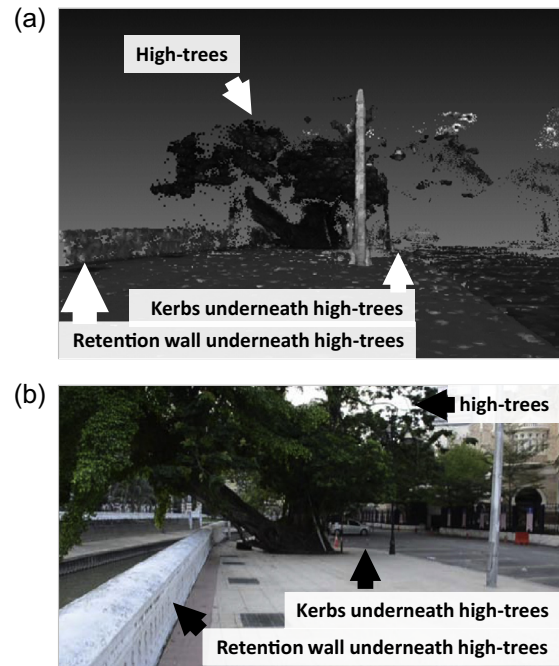 (a)
High-trees
Kerbs underneath high-trees
Retention wall underneath high-trees
(b)
high-trees
Kerbs underneath high-trees
Retention wall underneath high-trees